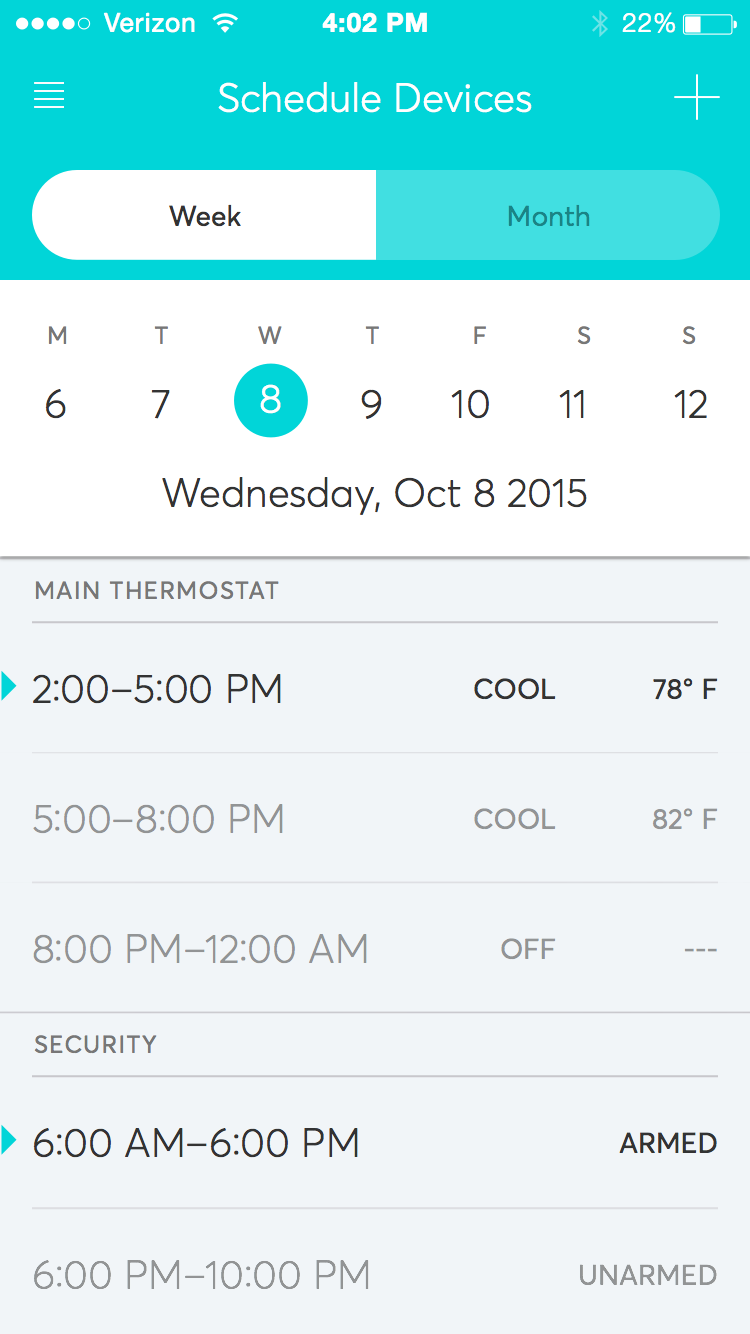 Verizon 4:02 PM 22%
Schedule Devices
Week Month
M T W T F S S
6 7 8 9 10 11 12
Wednesday, Oct 8 2015
MAIN THERMOSTAT
2:00–5:00 PM COOL 78° F
5:00–8:00 PM COOL 82° F
8:00 PM–12:00 AM OFF ---
SECURITY
6:00 AM–6:00 PM ARMED
6:00 PM–10:00 PM UNARMED